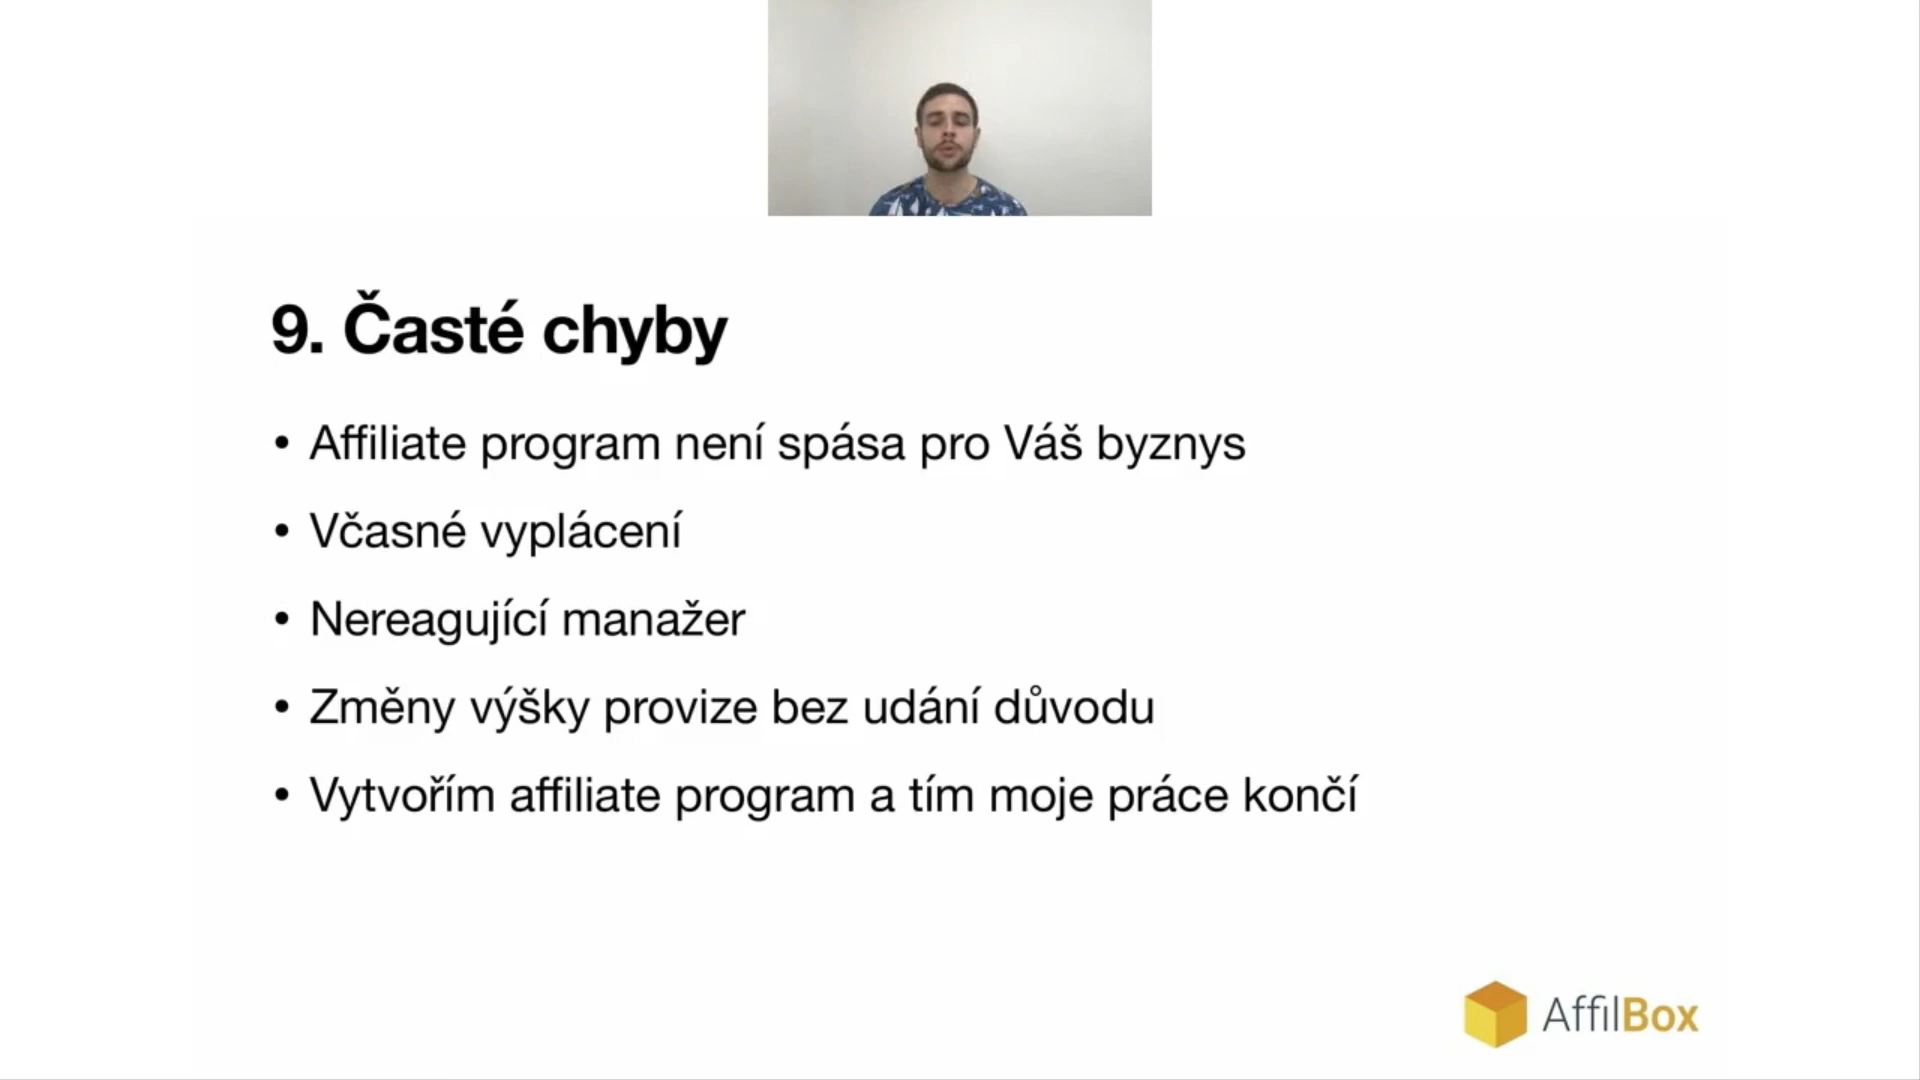 9. Časté chyby
• Affiliate program není spása pro Váš byznys
• Včasné vyplácení
• Nereagující manažer
• Změny výšky provize bez udání důvodu
• Vytvořím affiliate program a tím moje práce končí
AffilBox